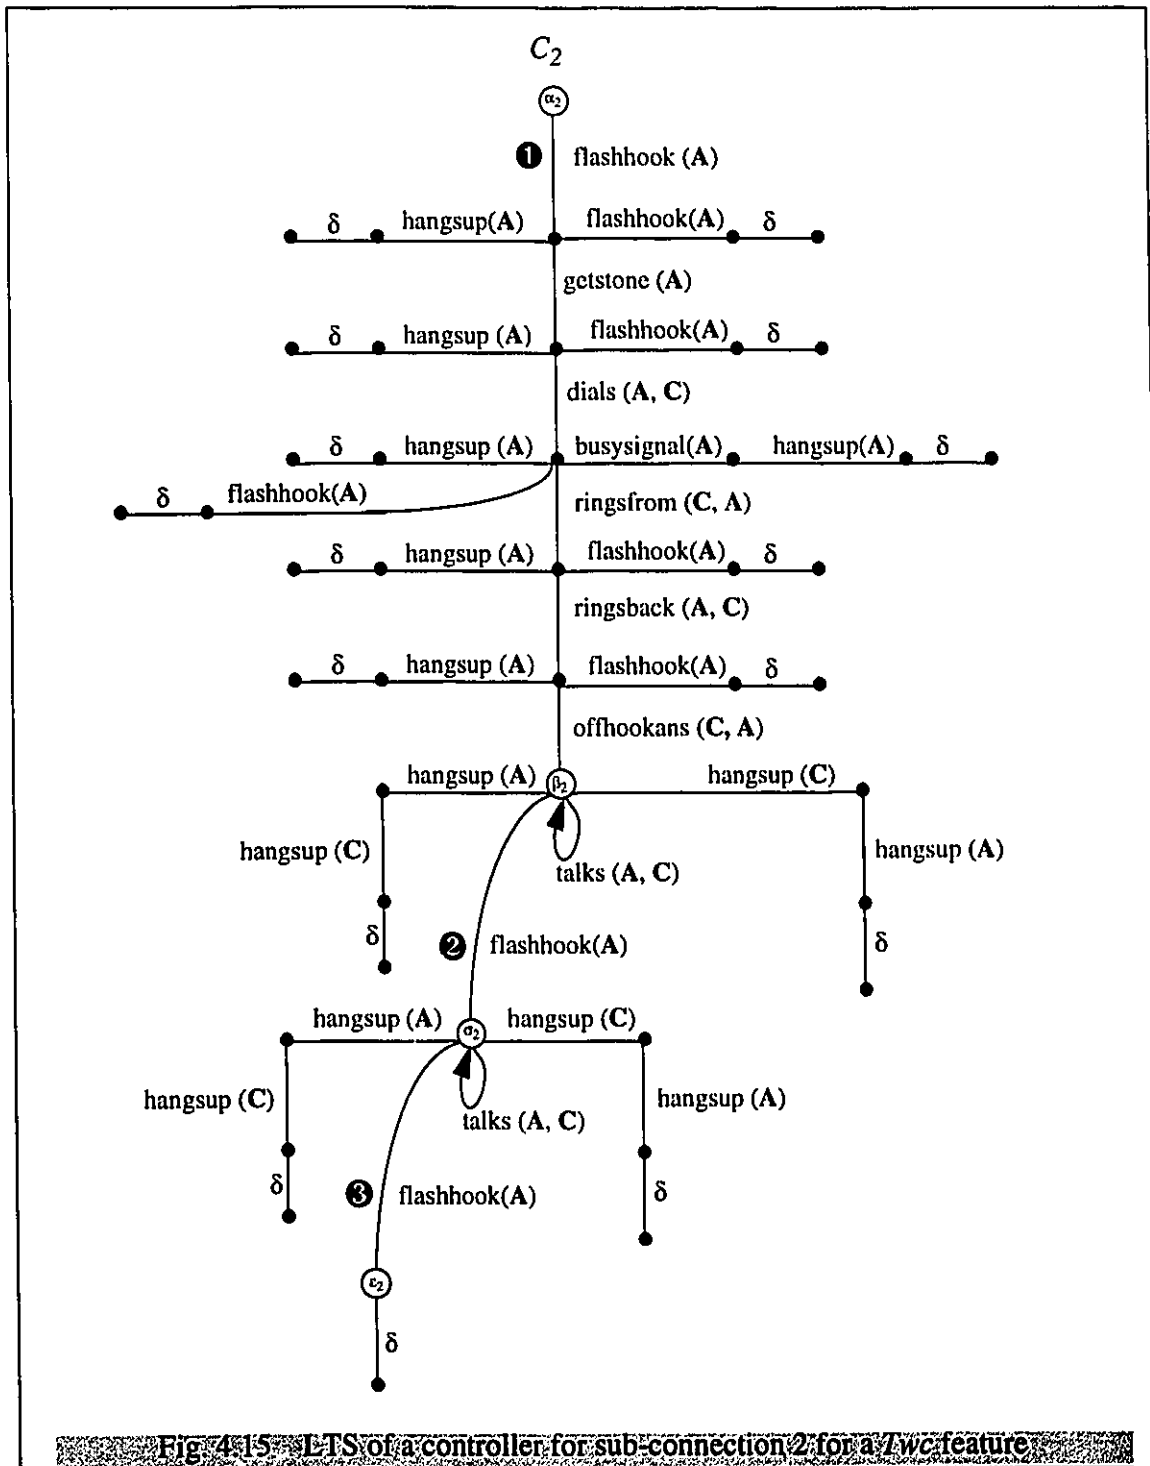 C₂
α₂
❶ flashhook (A)
δ hangsup(A) flashhook(A) δ
getstone (A)
δ hangsup (A) flashhook(A) δ
dials (A, C)
δ hangsup (A) busysignal(A) hangsup(A) δ
δ flashhook(A)
ringsfrom (C, A)
δ hangsup (A) flashhook(A) δ
ringsback (A, C)
δ hangsup (A) flashhook(A) δ
offhookans (C, A)
hangsup (A) β₂ hangsup (C)
hangsup (C) talks (A, C) hangsup (A)
δ ❷ flashhook(A) δ
hangsup (A) σ₂ hangsup (C)
hangsup (C) talks (A, C) hangsup (A)
δ ❸ flashhook(A) δ
ε₂
δ
Fig 4.15 LTS of a controller for sub-connection 2 for a Twc feature